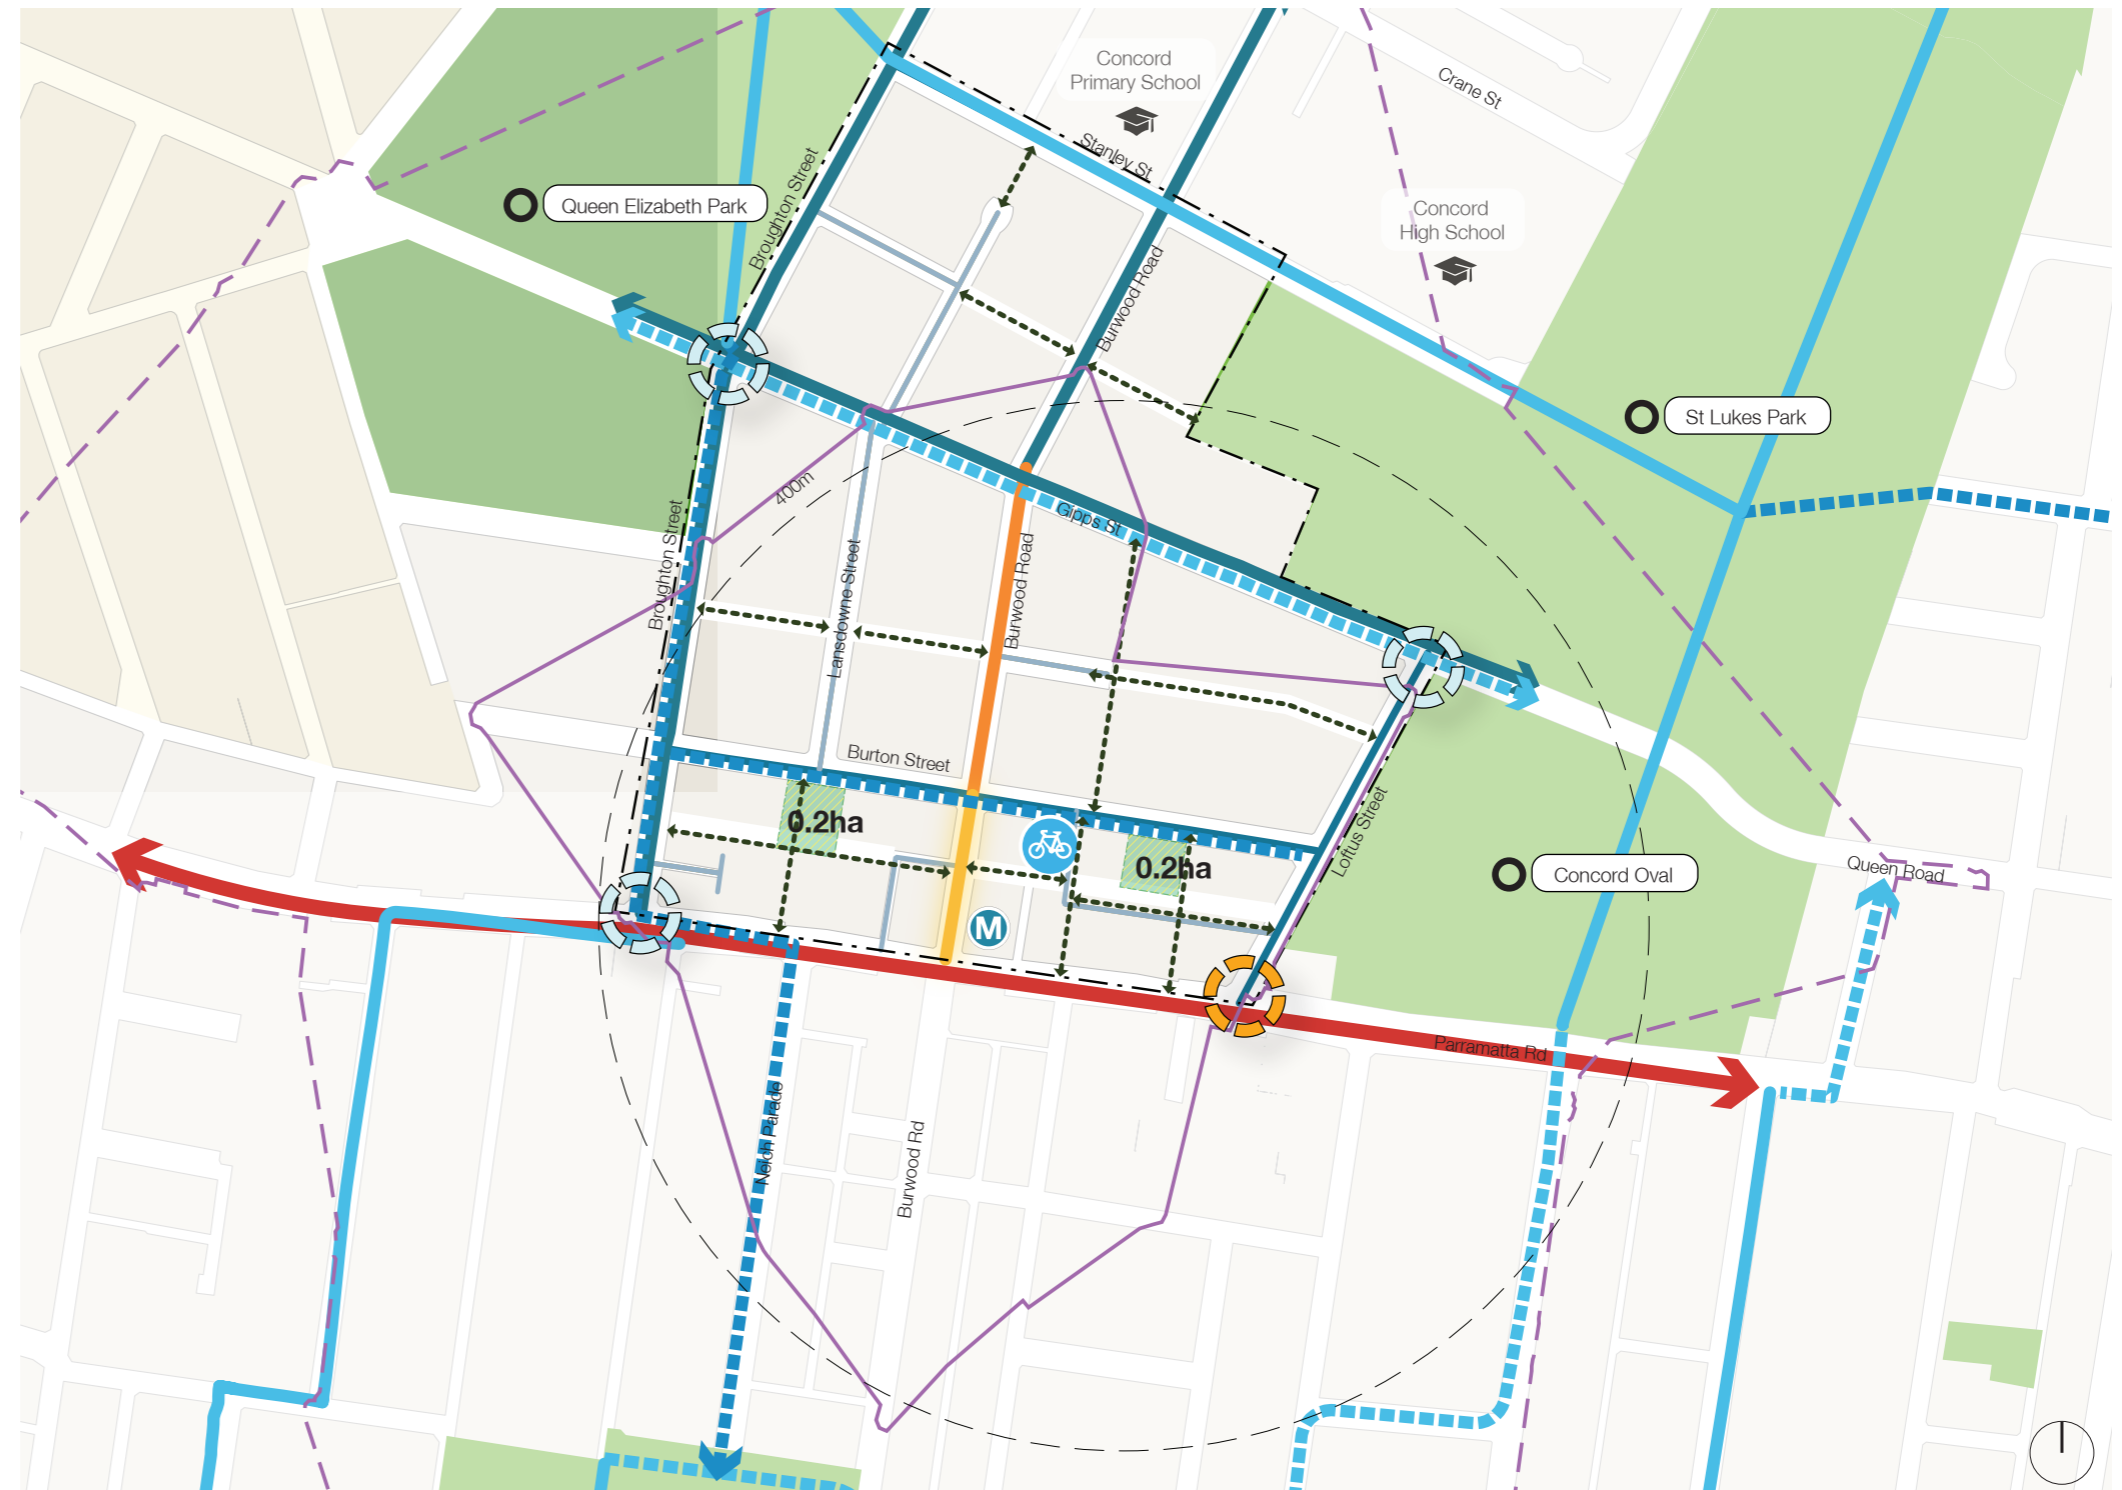 Concord
Primary School
Crane St
Stanley St
Broughton Street
Queen Elizabeth Park
Concord
High School
Burwood Road
St Lukes Park
400m
Gipps St
Broughton Street
Lansdowne Street
Burwood Road
Burton Street
0.2ha
0.2ha
Loftus Street
Concord Oval
Queen Road
M
Parramatta Rd
Neich Parade
Burwood Rd